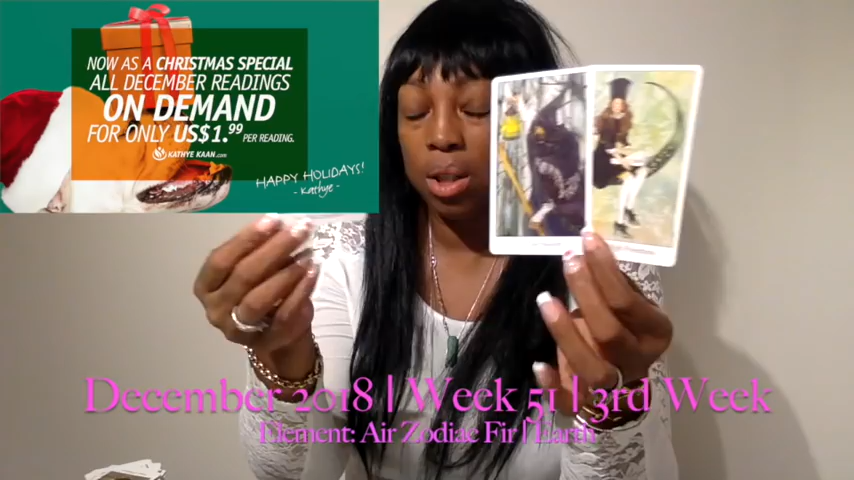 NOW AS A CHRISTMAS SPECIAL
ALL DECEMBER READINGS
ON DEMAND
FOR ONLY US$1.99 PER READING.
KATHYE KAAN.com
HAPPY HOLIDAYS!
- Kathye -
December 2018 | Week 51 | 3rd Week
Element: Air Zodiac Fir | Earth